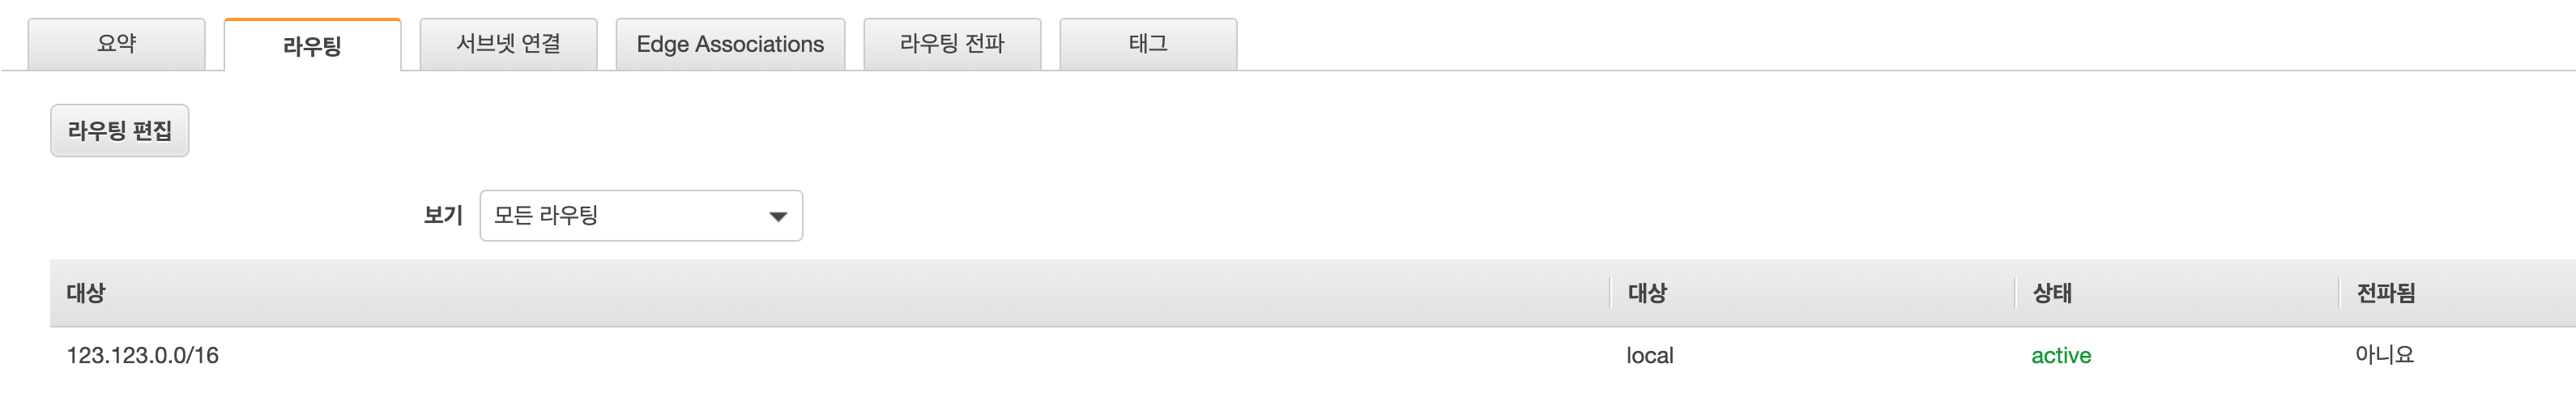 요약 라우팅 서브넷 연결 Edge Associations 라우팅 전파 태그
라우팅 편집
보기 모든 라우팅
대상 대상 상태 전파됨
123.123.0.0/16 local active 아니요